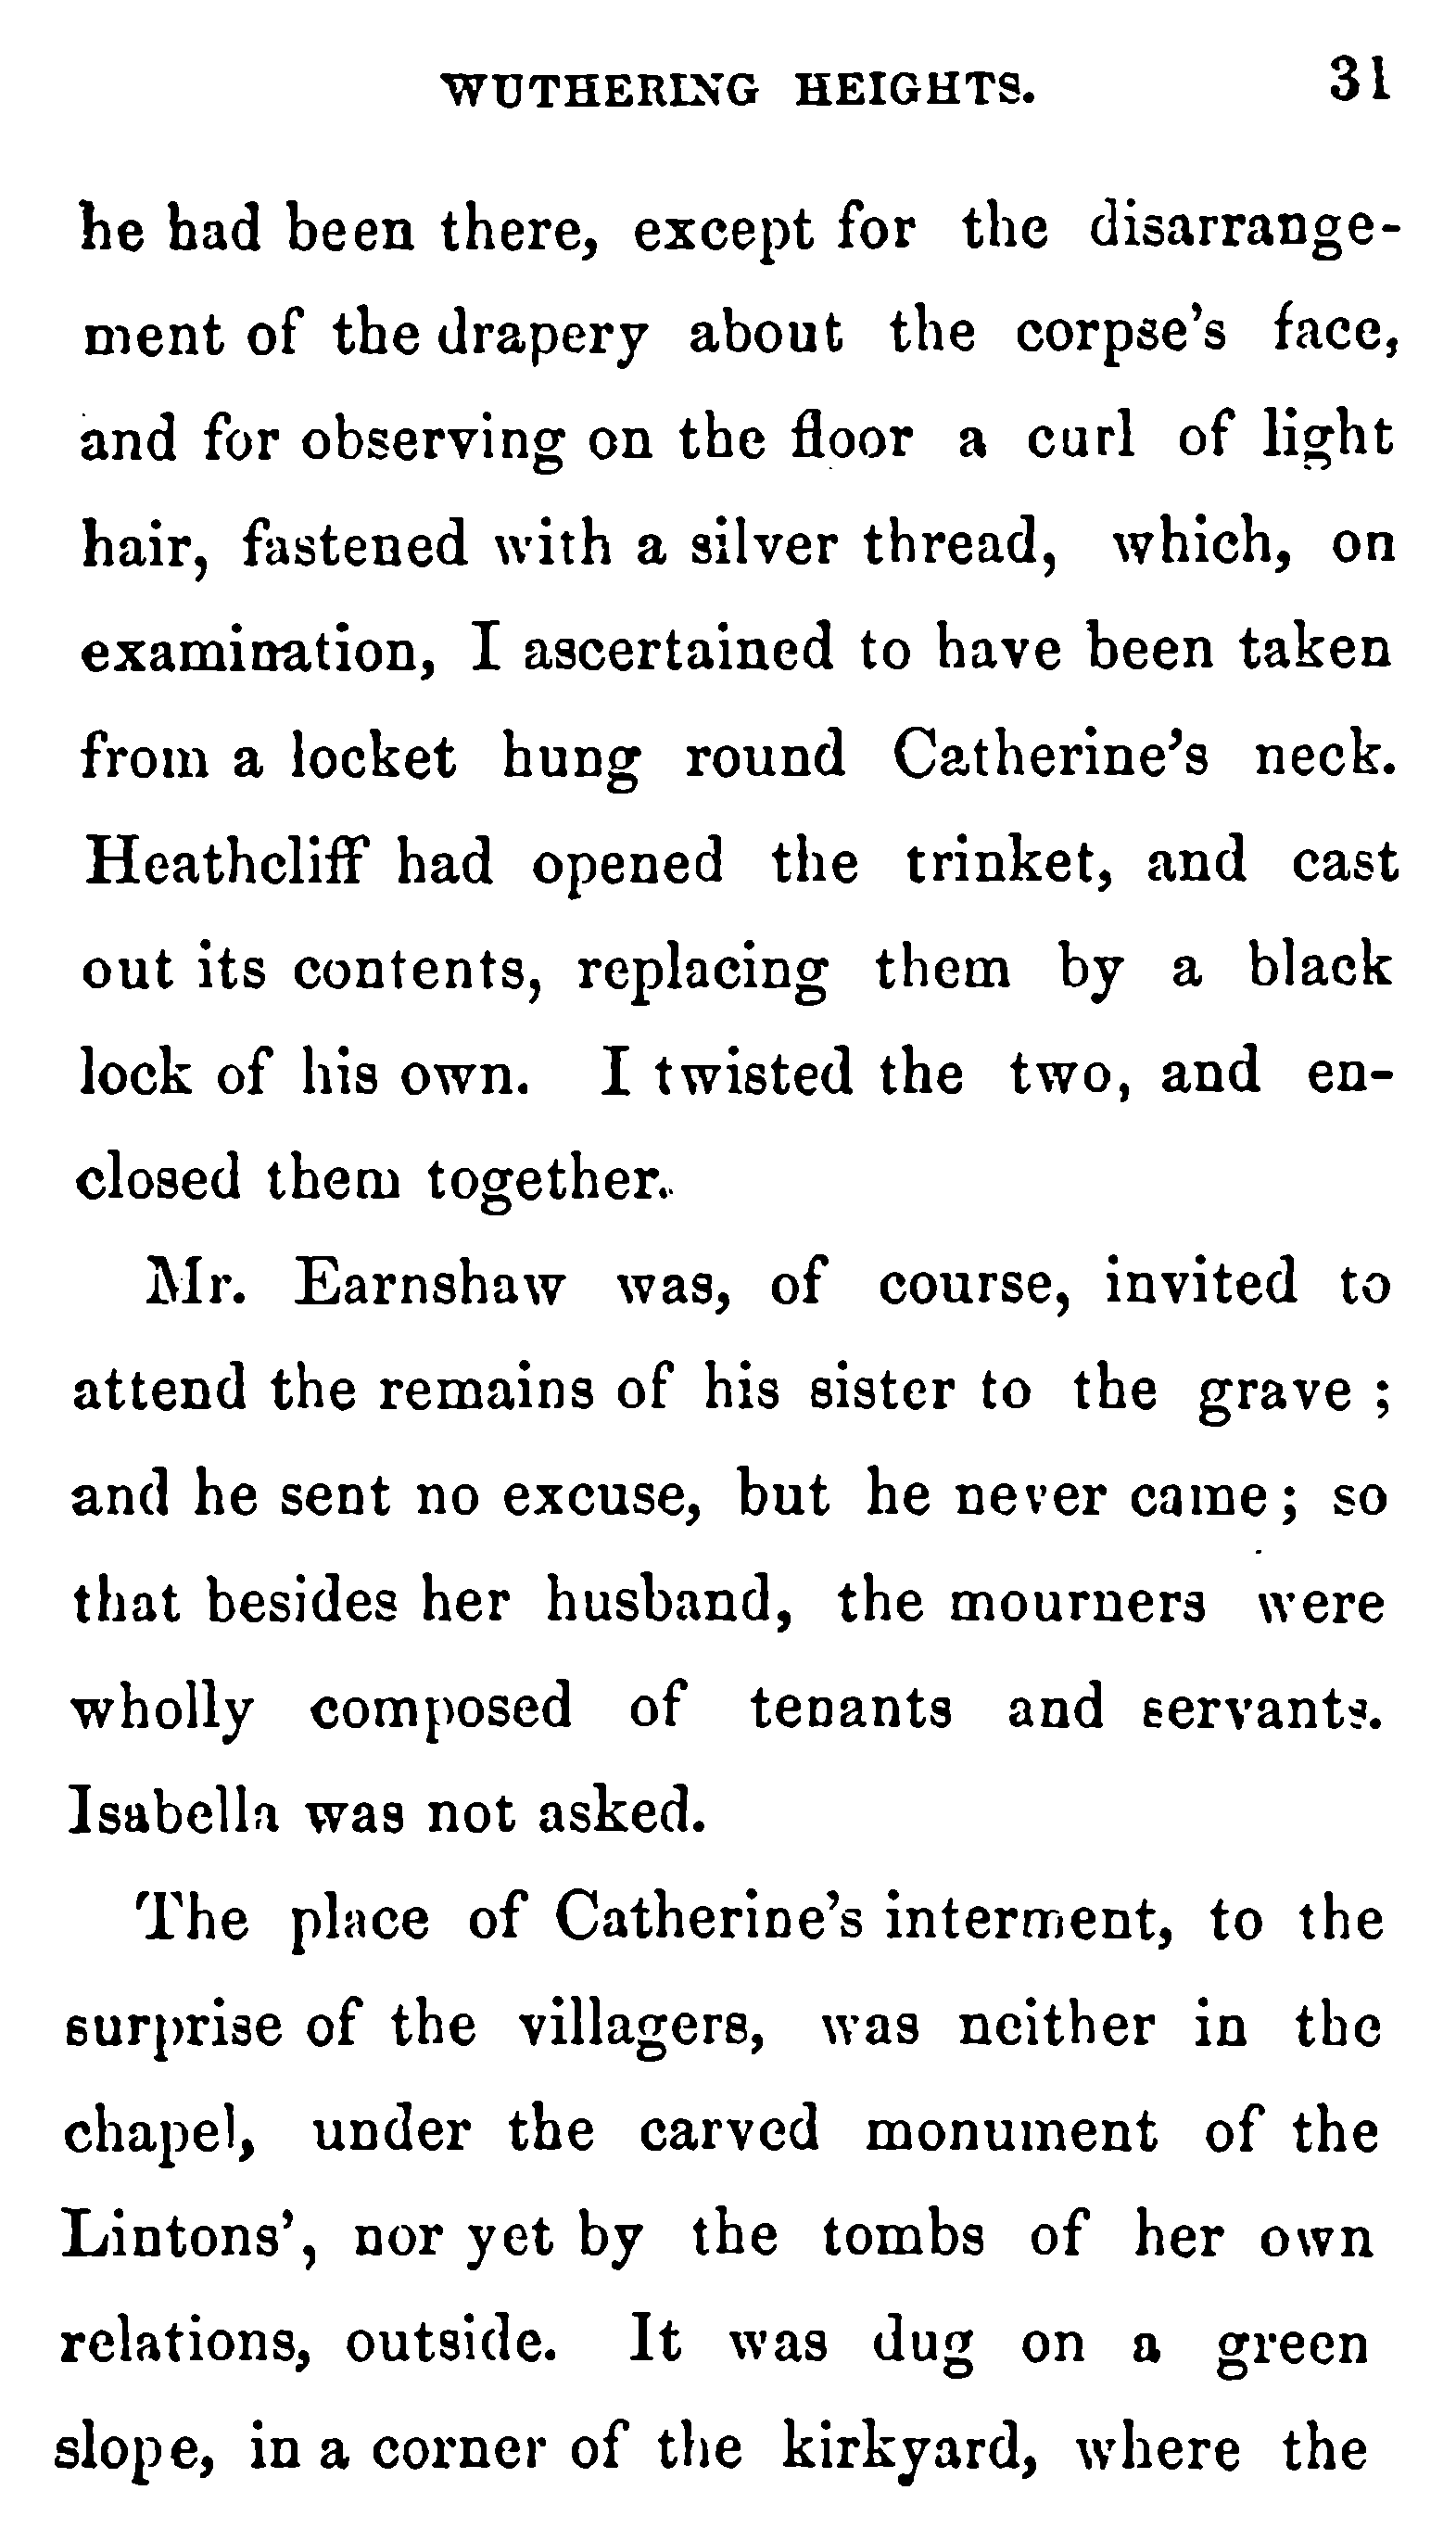 WUTHERING HEIGHTS. 31
he had been there, except for the disarrange-
ment of the drapery about the corpse's face,
and for observing on the floor a curl of light
hair, fastened with a silver thread, which, on
examination, I ascertained to have been taken
from a locket hung round Catherine's neck.
Heathcliff had opened the trinket, and cast
out its contents, replacing them by a black
lock of his own. I twisted the two, and en-
closed them together.
Mr. Earnshaw was, of course, invited to
attend the remains of his sister to the grave ;
and he sent no excuse, but he never came ; so
that besides her husband, the mourners were
wholly composed of tenants and servants.
Isabella was not asked.
The place of Catherine's interment, to the
surprise of the villagers, was neither in the
chapel, under the carved monument of the
Lintons', nor yet by the tombs of her own
relations, outside. It was dug on a green
slope, in a corner of the kirkyard, where the